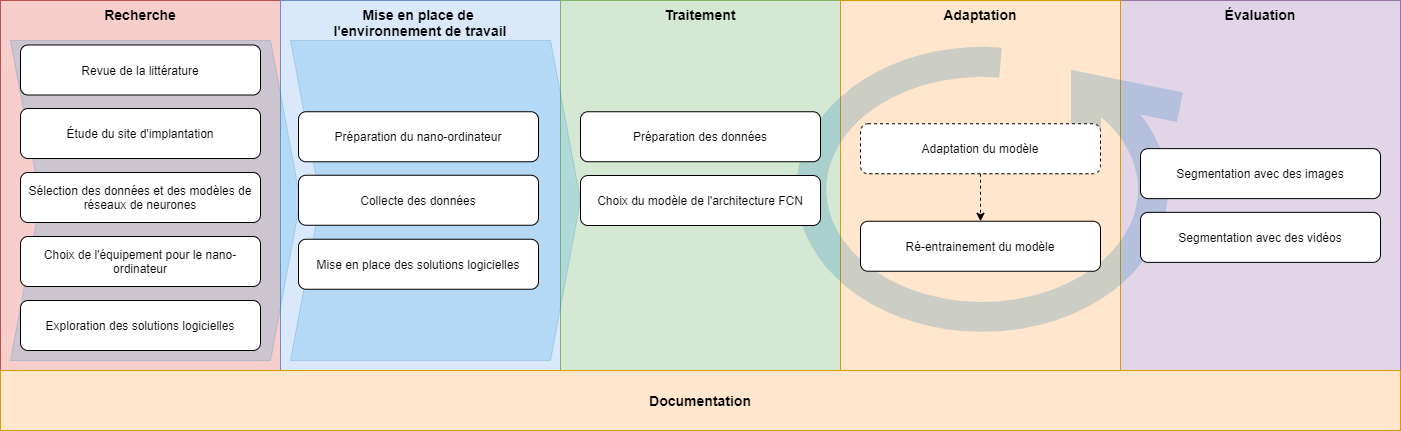 Recherche
Revue de la littérature
Étude du site d'implantation
Sélection des données et des modèles de
réseaux de neurones
Choix de l'équipement pour le nano-
ordinateur
Exploration des solutions logicielles
Mise en place de
l'environnement de travail
Préparation du nano-ordinateur
Collecte des données
Mise en place des solutions logicielles
Traitement
Préparation des données
Choix du modèle de l'architecture FCN
Adaptation
Adaptation du modèle
Ré-entrainement du modèle
Évaluation
Segmentation avec des images
Segmentation avec des vidéos
Documentation